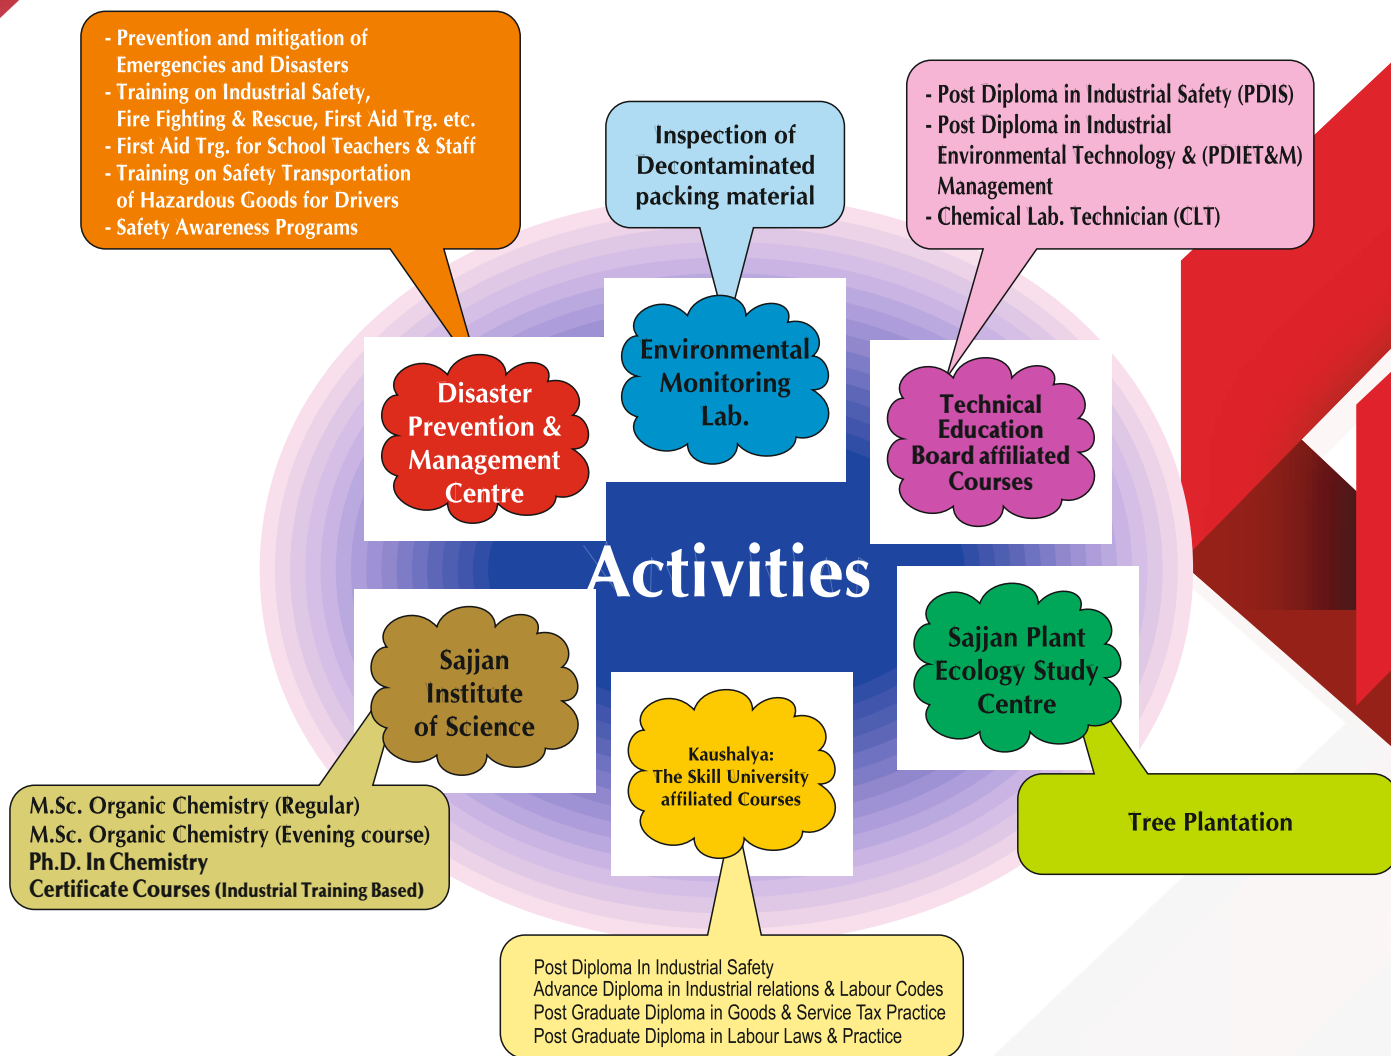 - Prevention and mitigation of
Emergencies and Disasters
- Training on Industrial Safety,
Fire Fighting & Rescue, First Aid Trg. etc.
- First Aid Trg. for School Teachers & Staff
- Training on Safety Transportation
of Hazardous Goods for Drivers
- Safety Awareness Programs
Inspection of
Decontaminated
packing material
- Post Diploma in Industrial Safety (PDIS)
- Post Diploma in Industrial
Environmental Technology & (PDIET&M)
Management
- Chemical Lab. Technician (CLT)
Disaster
Prevention &
Management
Centre
Environmental
Monitoring
Lab.
Technical
Education
Board affiliated
Courses
Activities
Sajjan
Institute
of Science
Kaushalya:
The Skill University
affiliated Courses
Sajjan Plant
Ecology Study
Centre
M.Sc. Organic Chemistry (Regular)
M.Sc. Organic Chemistry (Evening course)
Ph.D. In Chemistry
Certificate Courses (Industrial Training Based)
Tree Plantation
Post Diploma In Industrial Safety
Advance Diploma in Industrial relations & Labour Codes
Post Graduate Diploma in Goods & Service Tax Practice
Post Graduate Diploma in Labour Laws & Practice